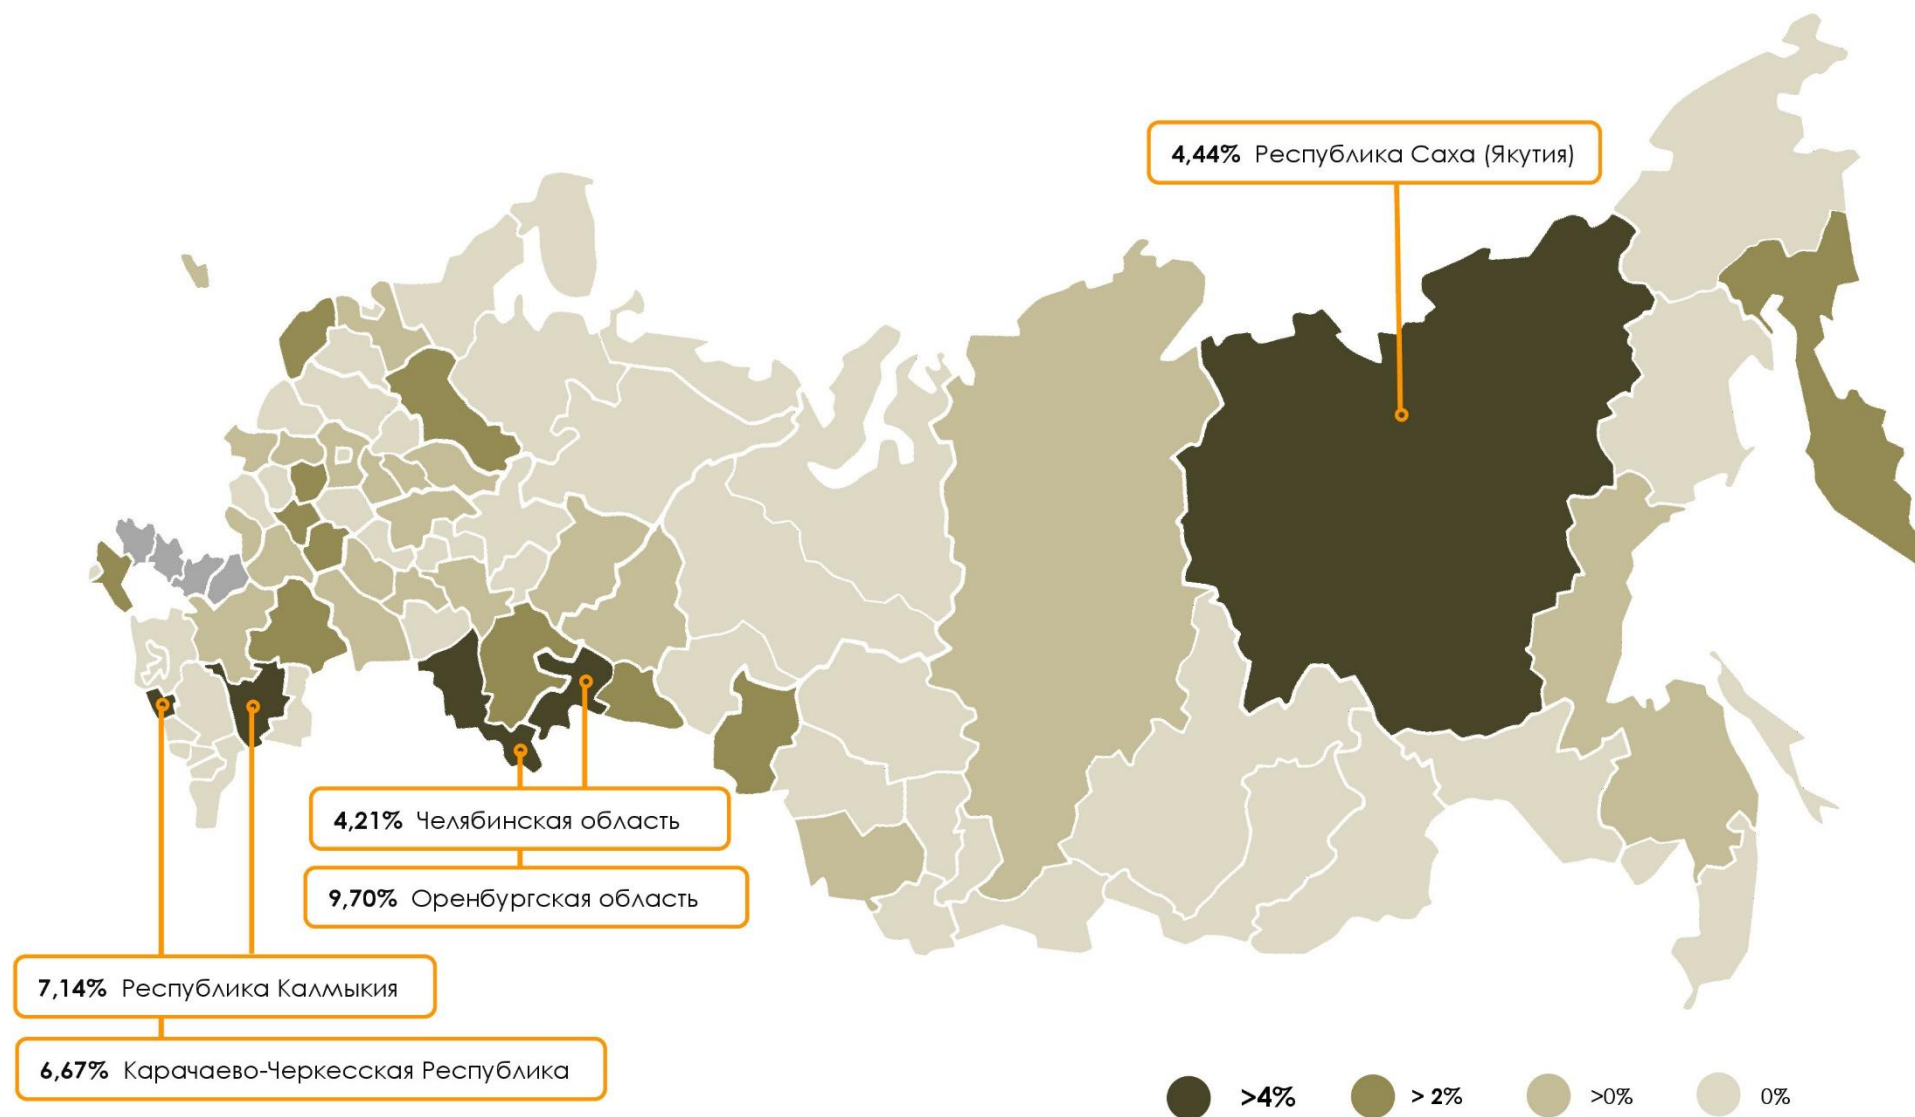 4,44% Республика Саха (Якутия)
4,21% Челябинская область
9,70% Оренбургская область
7,14% Республика Калмыкия
6,67% Карачаево-Черкесская Республика
>4%
> 2%
>0%
0%